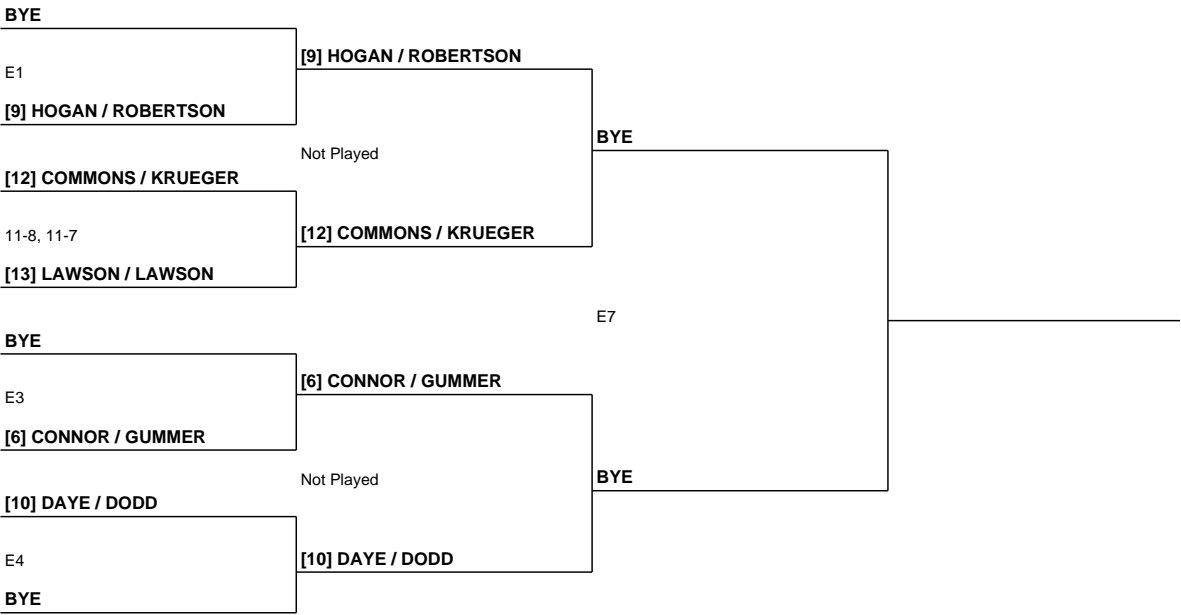 BYE
[9] HOGAN / ROBERTSON
E1
[9] HOGAN / ROBERTSON
BYE
Not Played
[12] COMMONS / KRUEGER
11-8, 11-7
[12] COMMONS / KRUEGER
[13] LAWSON / LAWSON
E7
BYE
[6] CONNOR / GUMMER
E3
[6] CONNOR / GUMMER
BYE
Not Played
[10] DAYE / DODD
E4
[10] DAYE / DODD
BYE